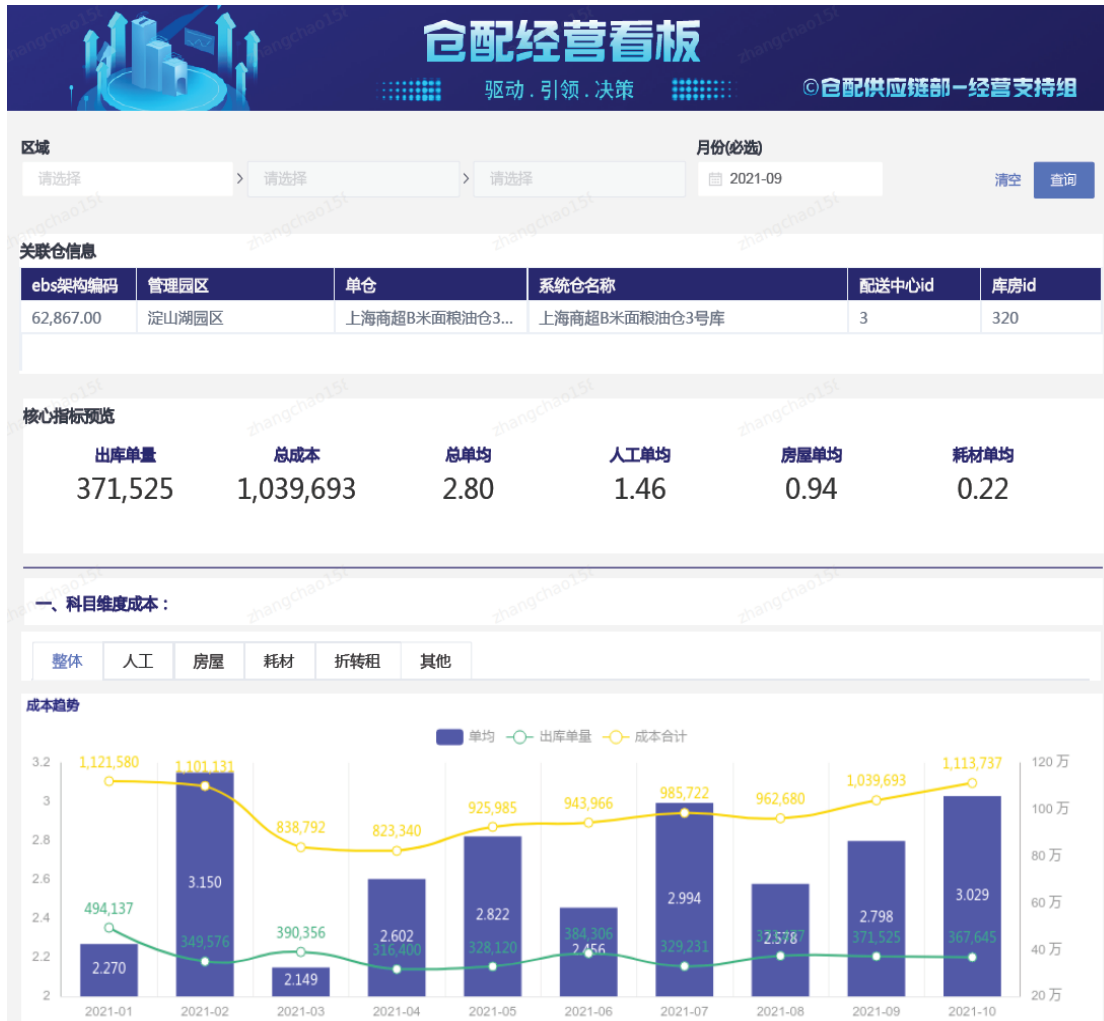 仓配经营看板
驱动.引领.决策
©仓配供应链部-经营支持组
区域 月份(必选)
请选择 > 请选择 > 请选择 2021-09 清空 查询
关联仓信息
ebs架构编码 管理园区 单仓 系统仓名称 配送中心id 库房id
62,867.00 淀山湖园区 上海商超B米面粮油仓3... 上海商超B米面粮油仓3号库 3 320
核心指标预览
出库单量 总成本 总单均 人工单均 房屋单均 耗材单均
371,525 1,039,693 2.80 1.46 0.94 0.22
一、科目维度成本：
整体 人工 房屋 耗材 折转租 其他
成本趋势
单均 出库单量 成本合计
3.2 3 2.8 2.6 2.4 2.2 2
120 万 100 万 80 万 60 万 40 万 20 万
1,121,580 1,101,131 838,792 823,340 925,985 943,966 985,722 962,680 1,039,693 1,113,737
494,137 349,576 390,356 316,400 328,120 384,306 329,231 371,525 367,645
2.270 3.150 2.149 2.602 2.822 2.456 2.994 2.578 2.798 3.029
2021-01 2021-02 2021-03 2021-04 2021-05 2021-06 2021-07 2021-08 2021-09 2021-10
zhangchao15f